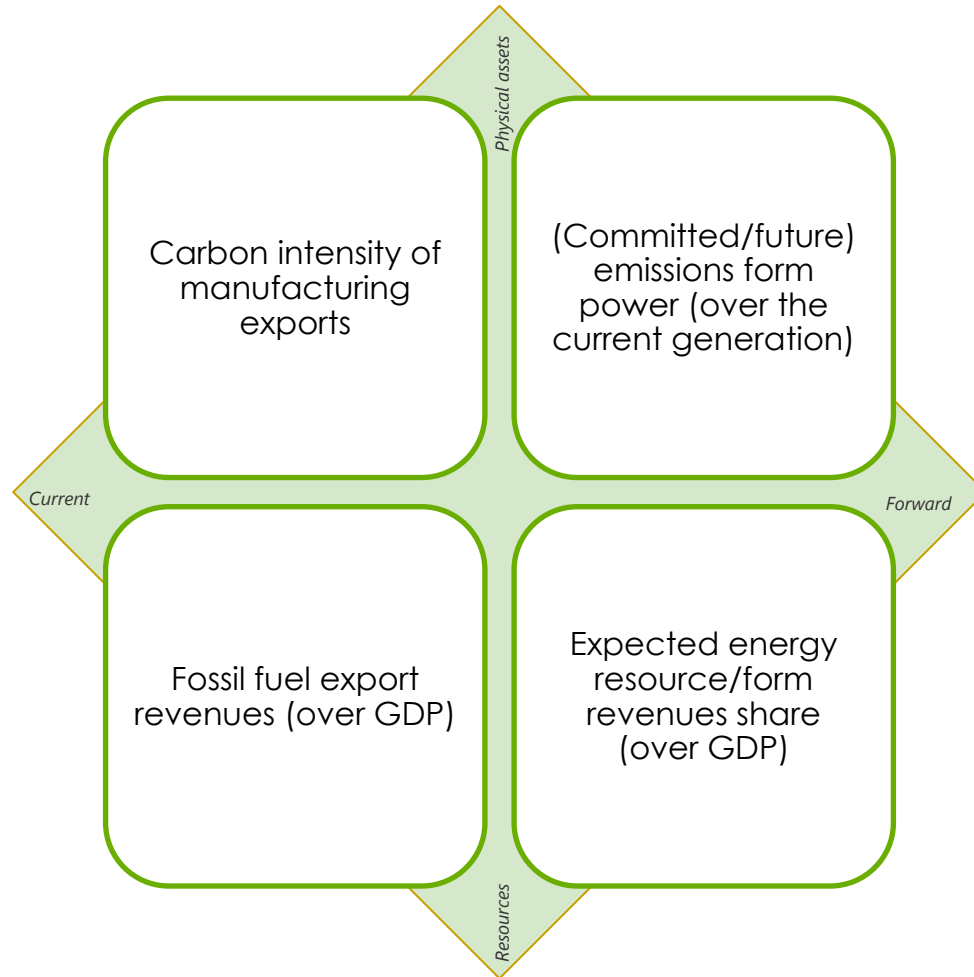 Physical assets
Carbon intensity of
manufacturing
exports
(Committed/future)
emissions form
power (over the
current generation)
Current
Forward
Fossil fuel export
revenues (over GDP)
Expected energy
resource/form
revenues share
(over GDP)
Resources